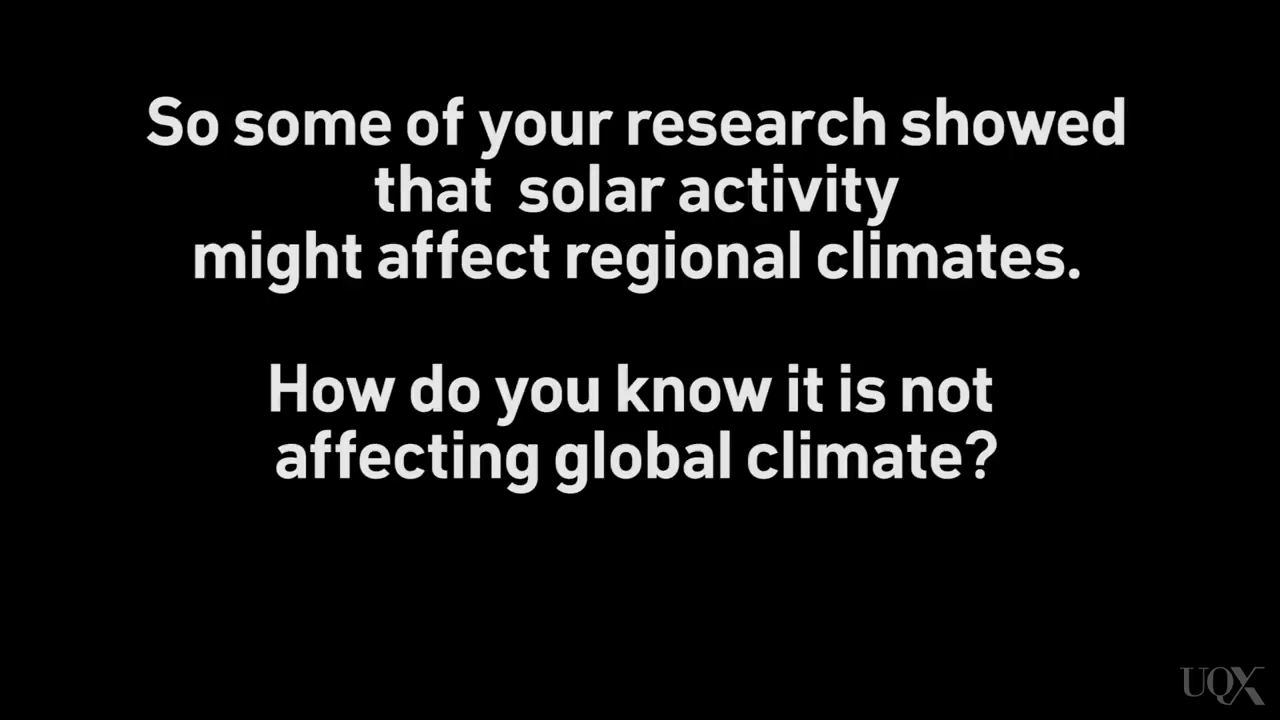 So some of your research showed
that solar activity
might affect regional climates.
How do you know it is not
affecting global climate?
UQX